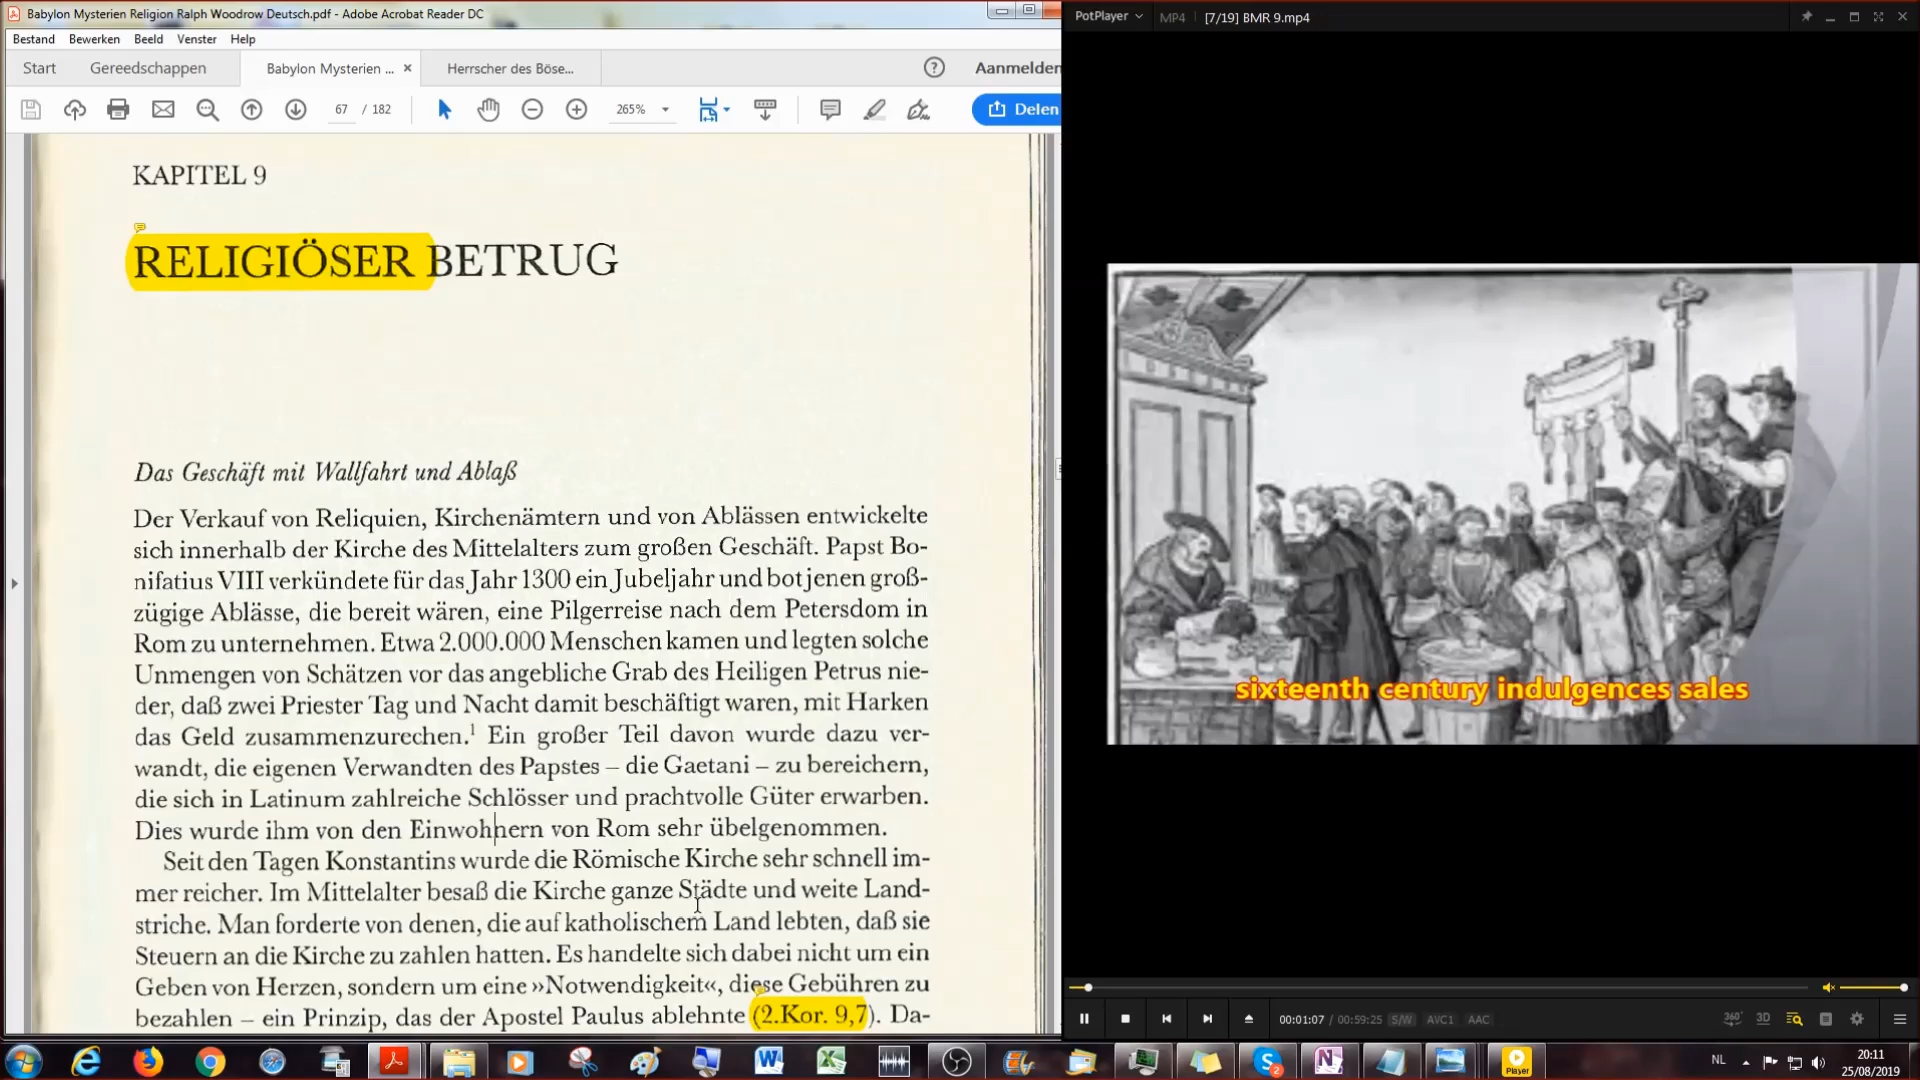 Babylon Mysterien Religion Ralph Woodrow Deutsch.pdf - Adobe Acrobat Reader DC
Bestand Bewerken Beeld Venster Help
Start Gereedschappen Babylon Mysterien ... × Herrscher des Böse... Aanmelden
67 / 182 265% Delen
KAPITEL 9
RELIGIÖSER BETRUG
Das Geschäft mit Wallfahrt und Ablaß
Der Verkauf von Reliquien, Kirchenämtern und von Ablässen entwickelte
sich innerhalb der Kirche des Mittelalters zum großen Geschäft. Papst Bo-
nifatius VIII verkündete für das Jahr 1300 ein Jubeljahr und bot jenen groß-
zügige Ablässe, die bereit wären, eine Pilgerreise nach dem Petersdom in
Rom zu unternehmen. Etwa 2.000.000 Menschen kamen und legten solche
Unmengen von Schätzen vor das angebliche Grab des Heiligen Petrus nie-
der, daß zwei Priester Tag und Nacht damit beschäftigt waren, mit Harken
das Geld zusammenzurechen.¹ Ein großer Teil davon wurde dazu ver-
wandt, die eigenen Verwandten des Papstes – die Gaetani – zu bereichern,
die sich in Latinum zahlreiche Schlösser und prachtvolle Güter erwarben.
Dies wurde ihm von den Einwohnern von Rom sehr übelgenommen.
Seit den Tagen Konstantins wurde die Römische Kirche sehr schnell im-
mer reicher. Im Mittelalter besaß die Kirche ganze Städte und weite Land-
striche. Man forderte von denen, die auf katholischem Land lebten, daß sie
Steuern an die Kirche zu zahlen hatten. Es handelte sich dabei nicht um ein
Geben von Herzen, sondern um eine »Notwendigkeit«, diese Gebühren zu
bezahlen – ein Prinzip, das der Apostel Paulus ablehnte (2.Kor. 9,7). Da-
PotPlayer MP4 [7/19] BMR 9.mp4
sixteenth century indulgences sales
00:01:07 / 00:59:25 S/W AVC1 AAC
360° 3D
2 Player NL 20:11
25/08/2019